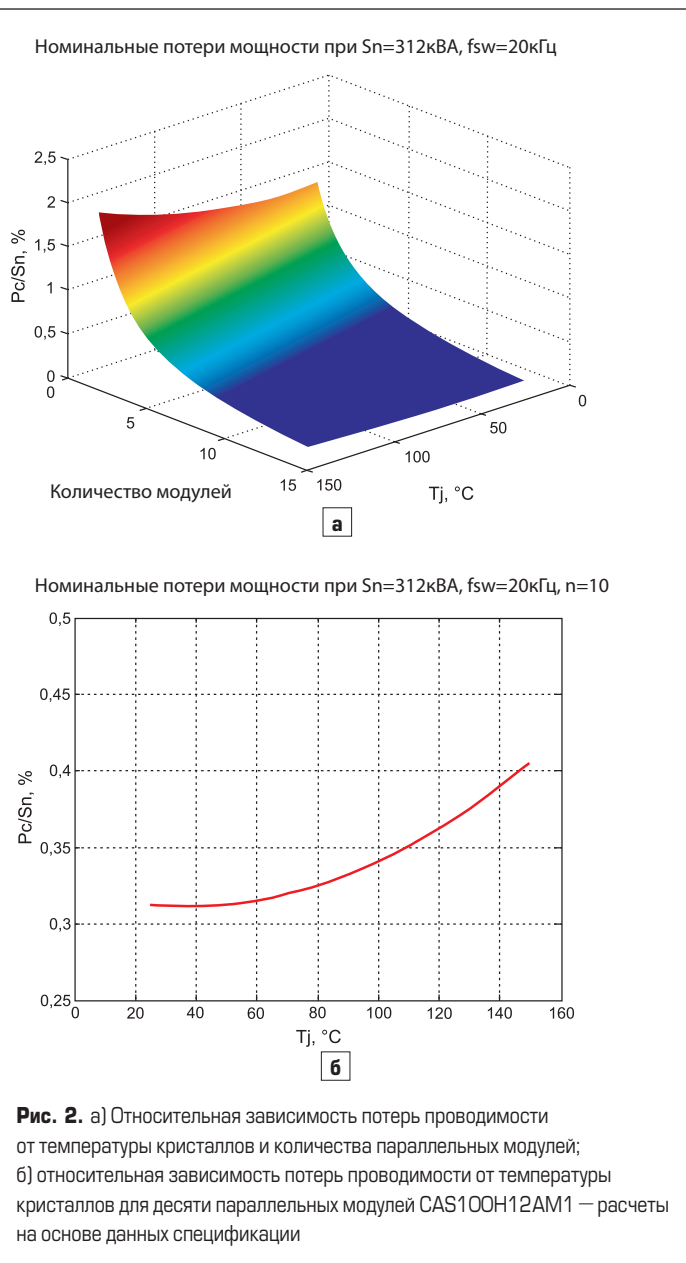 Номинальные потери мощности при Sn=312кВА, fsw=20кГц
2,5
2
1,5
1
0,5
0
Pc/Sn, %
0
5
10
15
Количество модулей
150
100
50
0
Tj, °C
а
Номинальные потери мощности при Sn=312кВА, fsw=20кГц, n=10
0,5
0,45
0,4
0,35
0,3
0,25
Pc/Sn, %
0
20
40
60
80
100
120
140
160
Tj, °C
б
Рис. 2. а) Относительная зависимость потерь проводимости
от температуры кристаллов и количества параллельных модулей;
б) относительная зависимость потерь проводимости от температуры
кристаллов для десяти параллельных модулей CAS100H12AM1 — расчеты
на основе данных спецификации